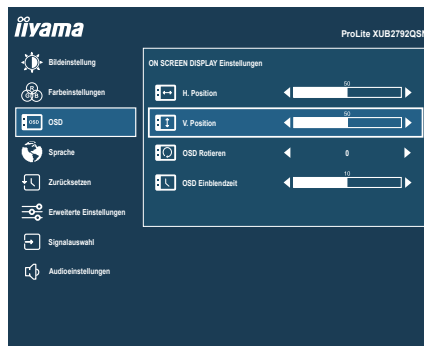 iiyama
ProLite XUB2792QSN
Bildeinstellung
Farbeinstellungen
OSD
Sprache
Zurücksetzen
Erweiterte Einstellungen
Signalauswahl
Audioeinstellungen
ON SCREEN DISPLAY Einstellungen
H. Position
50
V. Position
50
OSD Rotieren
0
OSD Einblendzeit
10
R
G B
OSD